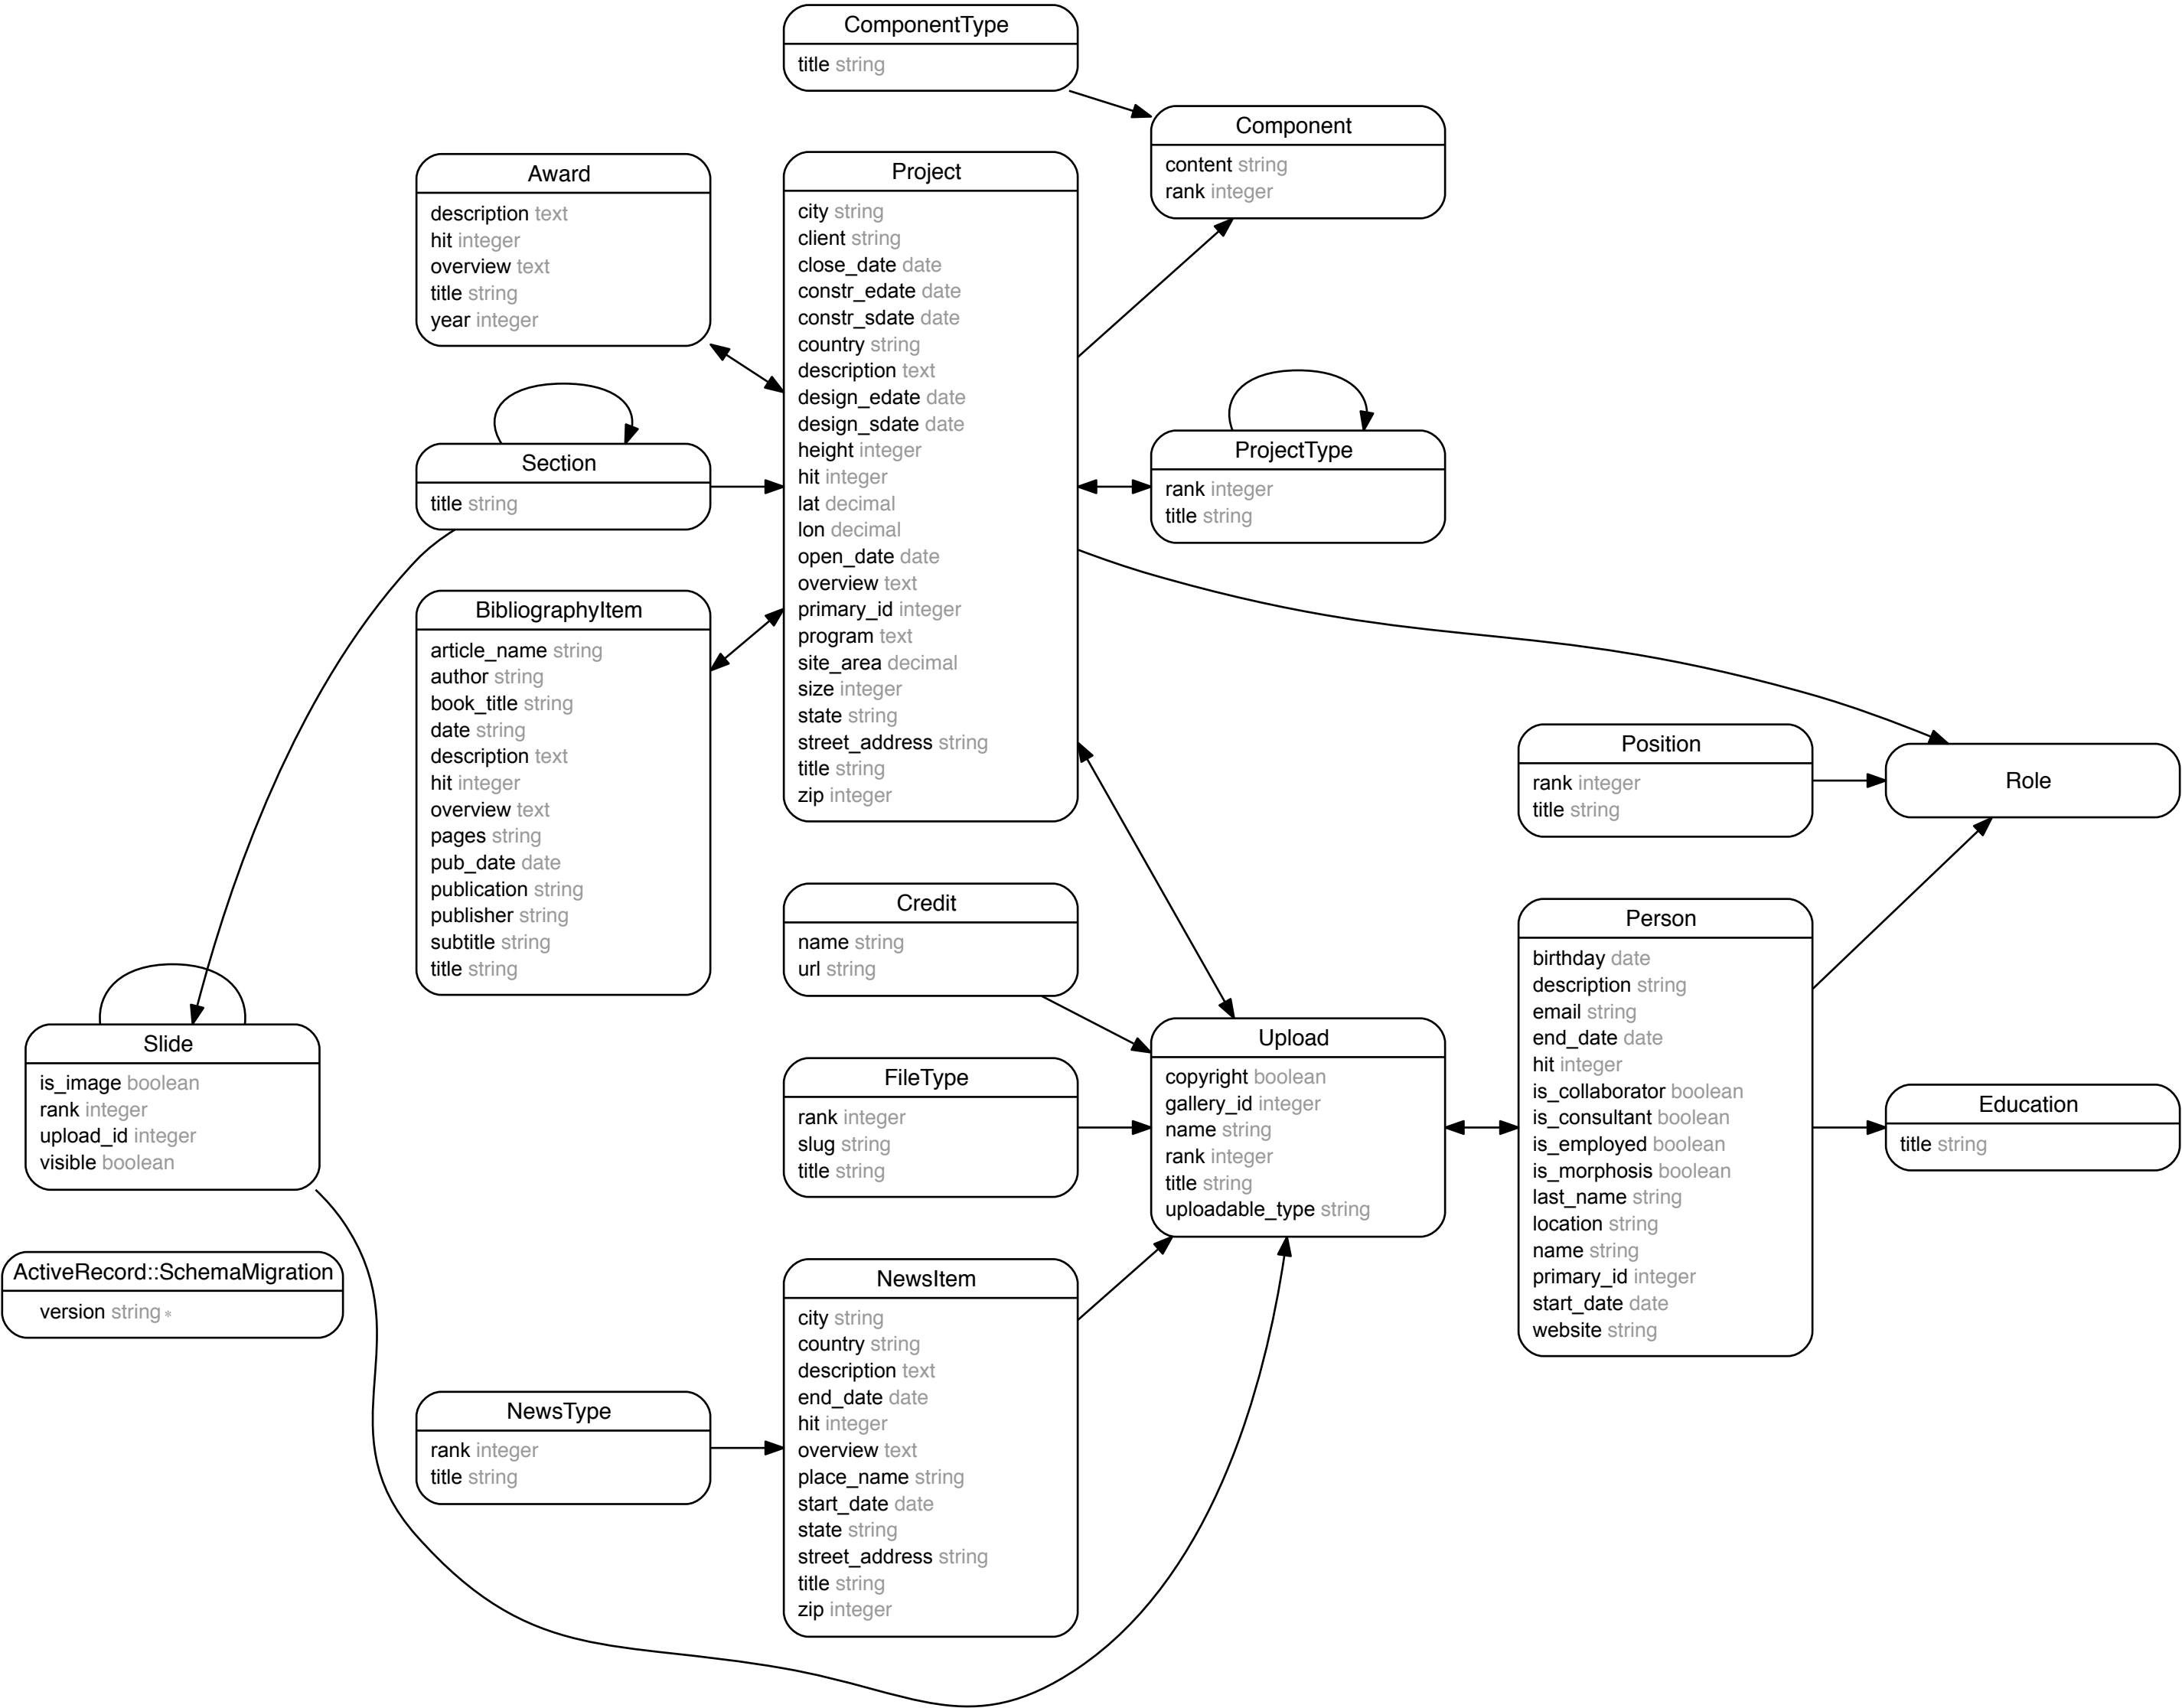 ComponentType
title string
Component
content string
rank integer
Award
description text
hit integer
overview text
title string
year integer
Project
city string
client string
close_date date
constr_edate date
constr_sdate date
country string
description text
design_edate date
design_sdate date
height integer
hit integer
lat decimal
lon decimal
open_date date
overview text
primary_id integer
program text
site_area decimal
size integer
state string
street_address string
title string
zip integer
Section
title string
ProjectType
rank integer
title string
BibliographyItem
article_name string
author string
book_title string
date string
description text
hit integer
overview text
pages string
pub_date date
publication string
publisher string
subtitle string
title string
Position
rank integer
title string
Role
Credit
name string
url string
Person
birthday date
description string
email string
end_date date
hit integer
is_collaborator boolean
is_consultant boolean
is_employed boolean
is_morphosis boolean
last_name string
location string
name string
primary_id integer
start_date date
website string
Slide
is_image boolean
rank integer
upload_id integer
visible boolean
Upload
copyright boolean
gallery_id integer
name string
rank integer
title string
uploadable_type string
FileType
rank integer
slug string
title string
Education
title string
ActiveRecord::SchemaMigration
version string *
NewsItem
city string
country string
description text
end_date date
hit integer
overview text
place_name string
start_date date
state string
street_address string
title string
zip integer
NewsType
rank integer
title string